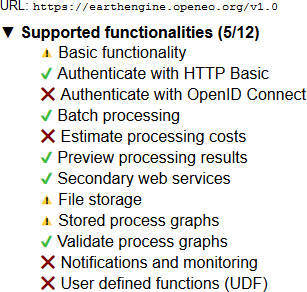 URL: https://earthengine.openeo.org/v1.0
▼ Supported functionalities (5/12)
⚠ Basic functionality
✓ Authenticate with HTTP Basic
✗ Authenticate with OpenID Connect
✓ Batch processing
✗ Estimate processing costs
✓ Preview processing results
✓ Secondary web services
⚠ File storage
⚠ Stored process graphs
✓ Validate process graphs
✗ Notifications and monitoring
✗ User defined functions (UDF)